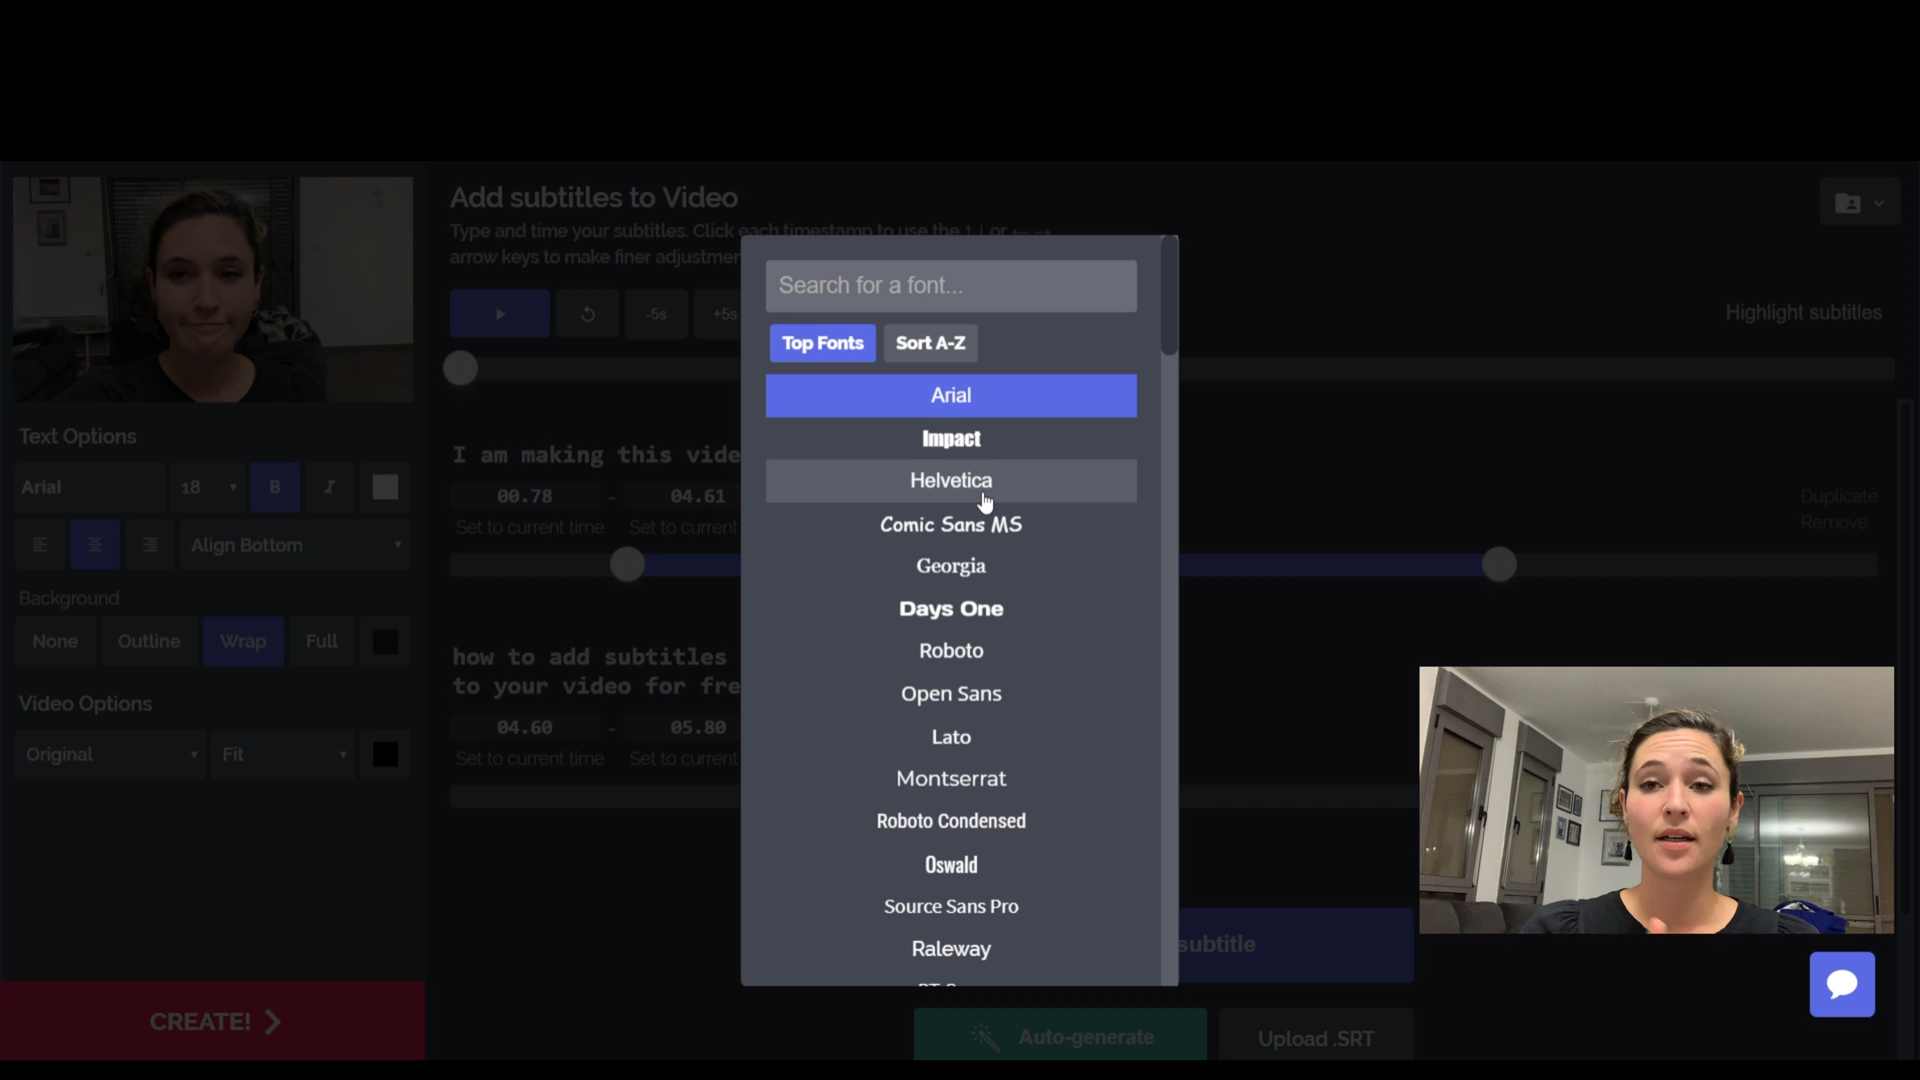 Add subtitles to Video
Type and time your subtitles. Click each timestamp to use the ↑ ↓ or ← →
arrow keys to make finer adjustmen
-5s
+5s
Highlight subtitles
Text Options
Arial
18
B
I
Align Bottom
Background
None
Outline
Wrap
Full
Video Options
Original
Fit
CREATE!
I am making this vide
00.78 - 04.61
Set to current time
Set to current
Duplicate
Remove
how to add subtitles
to your video for fre
04.60 - 05.80
Set to current time
Set to current
Search for a font...
Top Fonts
Sort A-Z
Arial
Impact
Helvetica
Comic Sans MS
Georgia
Days One
Roboto
Open Sans
Lato
Montserrat
Roboto Condensed
Oswald
Source Sans Pro
Raleway
subtitle
Auto-generate
Upload .SRT